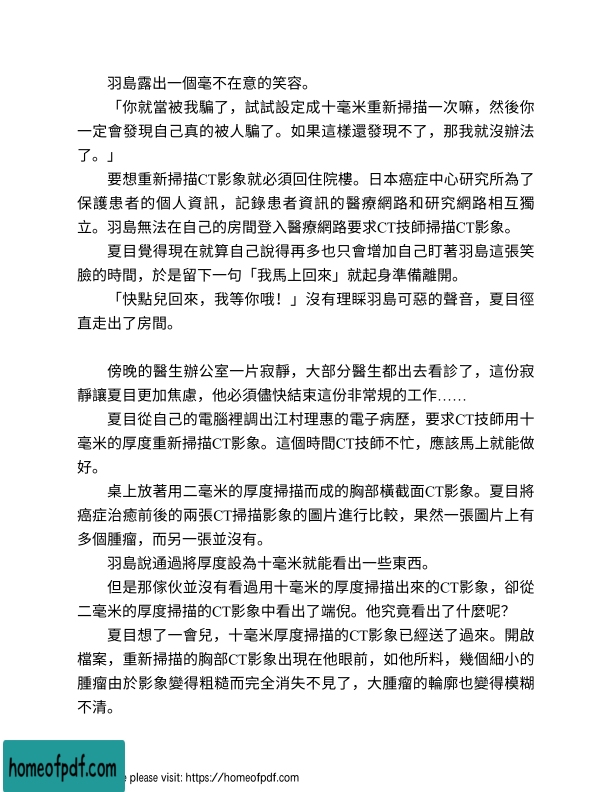 羽島露出一個毫不在意的笑容。
「你就當被我騙了，試試設定成十毫米重新掃描一次嘛，然後你
一定會發現自己真的被人騙了。如果這樣還發現不了，那我就沒辦法
了。」
要想重新掃描CT影象就必須回住院樓。日本癌症中心研究所為了
保護患者的個人資訊，記錄患者資訊的醫療網路和研究網路相互獨
立。羽島無法在自己的房間登入醫療網路要求CT技師掃描CT影象。
夏目覺得現在就算自己說得再多也只會增加自己盯著羽島這張笑
臉的時間，於是留下一句「我馬上回來」就起身準備離開。
「快點兒回來，我等你哦！」沒有理睬羽島可惡的聲音，夏目徑
直走出了房間。
傍晚的醫生辦公室一片寂靜，大部分醫生都出去看診了，這份寂
靜讓夏目更加焦慮，他必須儘快結束這份非常規的工作……
夏目從自己的電腦裡調出江村理惠的電子病歷，要求CT技師用十
毫米的厚度重新掃描CT影象。這個時間CT技師不忙，應該馬上就能做
好。
桌上放著用二毫米的厚度掃描而成的胸部橫截面CT影象。夏目將
癌症治癒前後的兩張CT掃描影象的圖片進行比較，果然一張圖片上有
多個腫瘤，而另一張並沒有。
羽島說通過將厚度設為十毫米就能看出一些東西。
但是那傢伙並沒有看過用十毫米的厚度掃描出來的CT影象，卻從
二毫米的厚度掃描的CT影象中看出了端倪。他究竟看出了什麼呢？
夏目想了一會兒，十毫米厚度掃描的CT影象已經送了過來。開啟
檔案，重新掃描的胸部CT影象出現在他眼前，如他所料，幾個細小的
腫瘤由於影象變得粗糙而完全消失不見了，大腫瘤的輪廓也變得模糊
不清。
homeofpdf.com
e please visit: https://homeofpdf.com